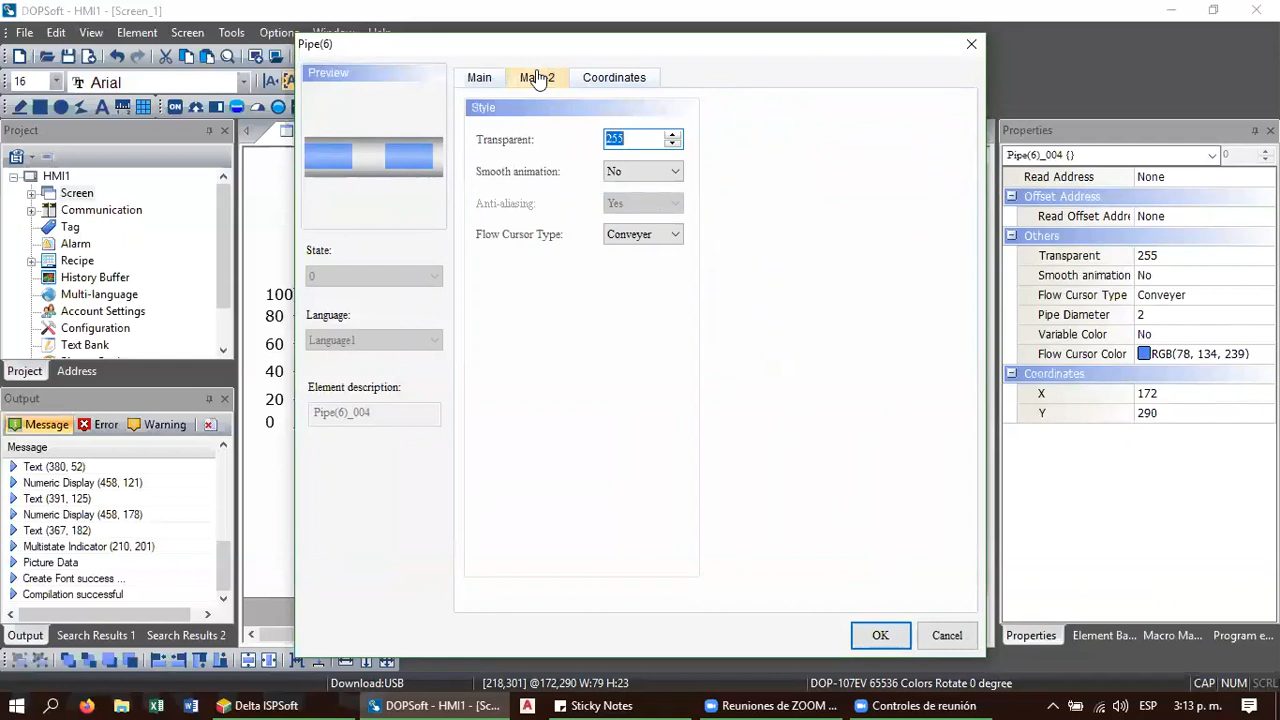 DOPSoft - HMI1 - [Screen_1]
File Edit View Element Screen Tools Options Window Help
16 Arial
Project
HMI1
Screen
Communication
Tag
Alarm
Recipe
History Buffer
Multi-language
Account Settings
Configuration
Text Bank
Project Address
Output
Message Error Warning
Message
Text (380, 52)
Numeric Display (458, 121)
Text (391, 125)
Numeric Display (458, 178)
Text (367, 182)
Multistate Indicator (210, 201)
Picture Data
Create Font success ...
Compilation successful
Output Search Results 1 Search Results 2
100
80
60
40
20
0
Pipe(6)
Preview
State:
0
Language:
Language1
Element description:
Pipe(6)_004
Main Main2 Coordinates
Style
Transparent: 255
Smooth animation: No
Anti-aliasing: Yes
Flow Cursor Type: Conveyer
OK Cancel
Properties
Pipe(6)_004 {} 0
Read Address None
Offset Address
Read Offset Addre None
Others
Transparent 255
Smooth animation No
Flow Cursor Type Conveyer
Pipe Diameter 2
Variable Color No
Flow Cursor Color RGB(78, 134, 239)
Coordinates
X 172
Y 290
Properties Element Ba... Macro Ma... Program e...
Download:USB [218,301] @172,290 W:79 H:23 DOP-107EV 65536 Colors Rotate 0 degree CAP NUM SCRL
Delta ISPSoft DOPSoft - HMI1 - [Sc... Sticky Notes Reuniones de ZOOM ... Controles de reunión ESP 3:13 p. m.